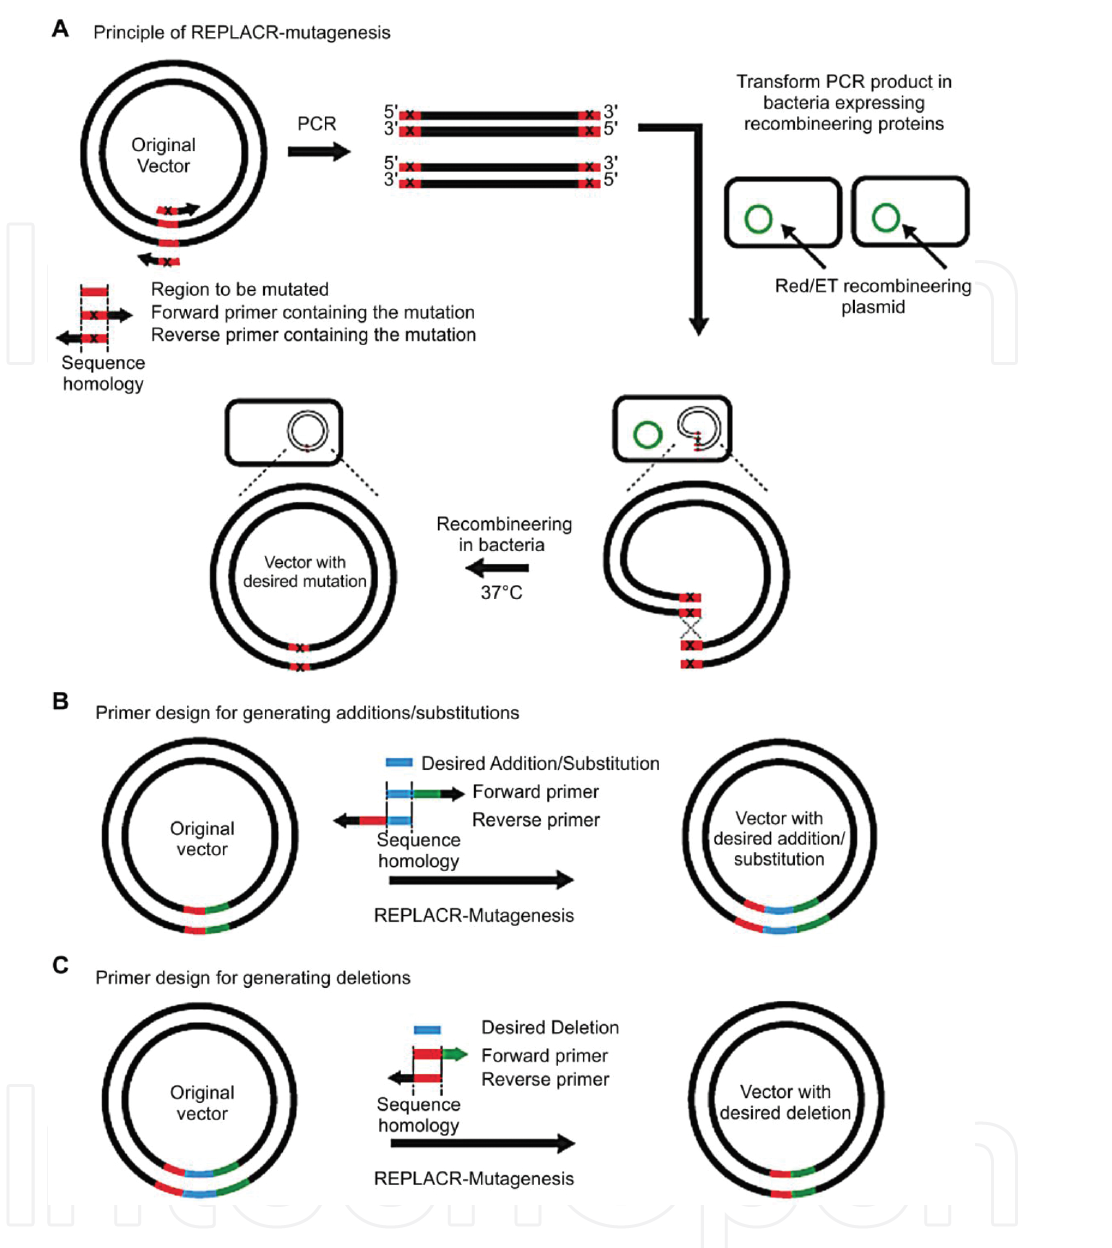 A Principle of REPLACR-mutagenesis
Original
Vector
PCR
5' x x 3'
3' x x 5'
5' x x 3'
3' x x 5'
Transform PCR product in
bacteria expressing
recombineering proteins
Red/ET recombineering
plasmid
x
x
Region to be mutated
x Forward primer containing the mutation
x Reverse primer containing the mutation
Sequence
homology
Vector with
desired mutation
x
x
Recombineering
in bacteria
37°C
x
x
x
x
B Primer design for generating additions/substitutions
Original
vector
Desired Addition/Substitution
Forward primer
Reverse primer
Sequence
homology
REPLACR-Mutagenesis
Vector with
desired addition/
substitution
C Primer design for generating deletions
Original
vector
Desired Deletion
Forward primer
Reverse primer
Sequence
homology
REPLACR-Mutagenesis
Vector with
desired deletion